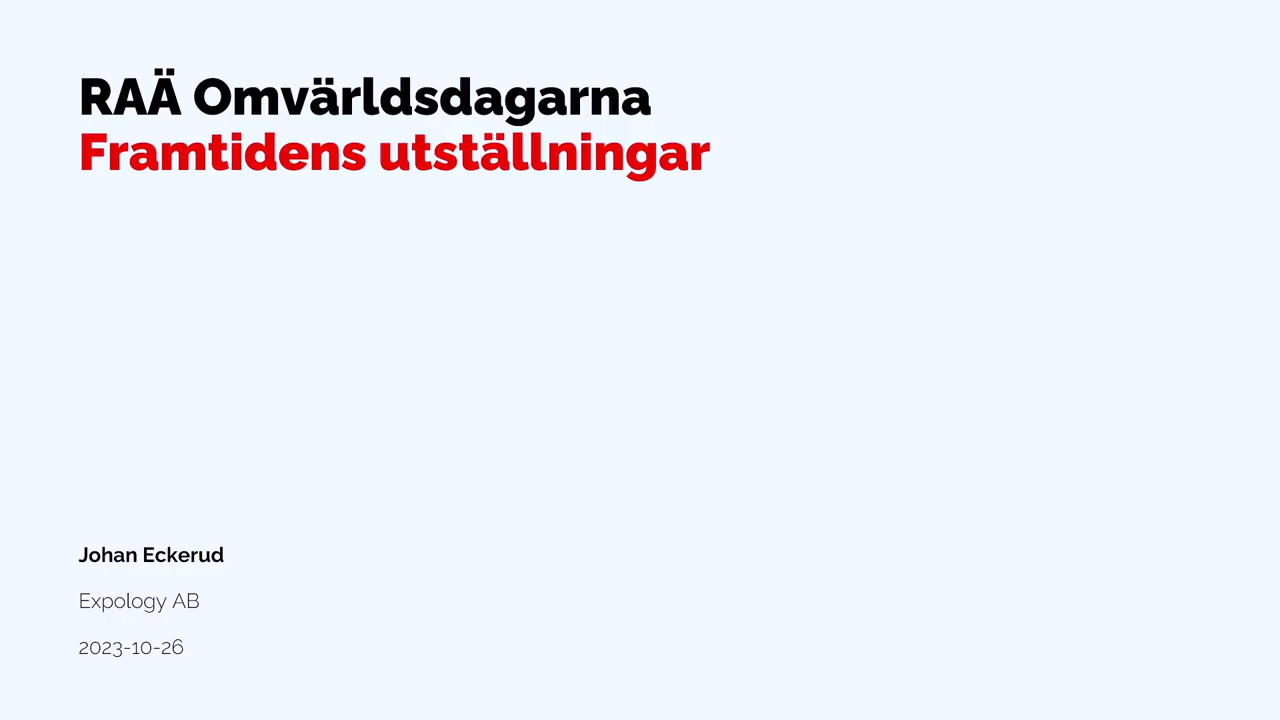 RAÄ Omvärldsdagarna
Framtidens utställningar
Johan Eckerud
Expology AB
2023-10-26